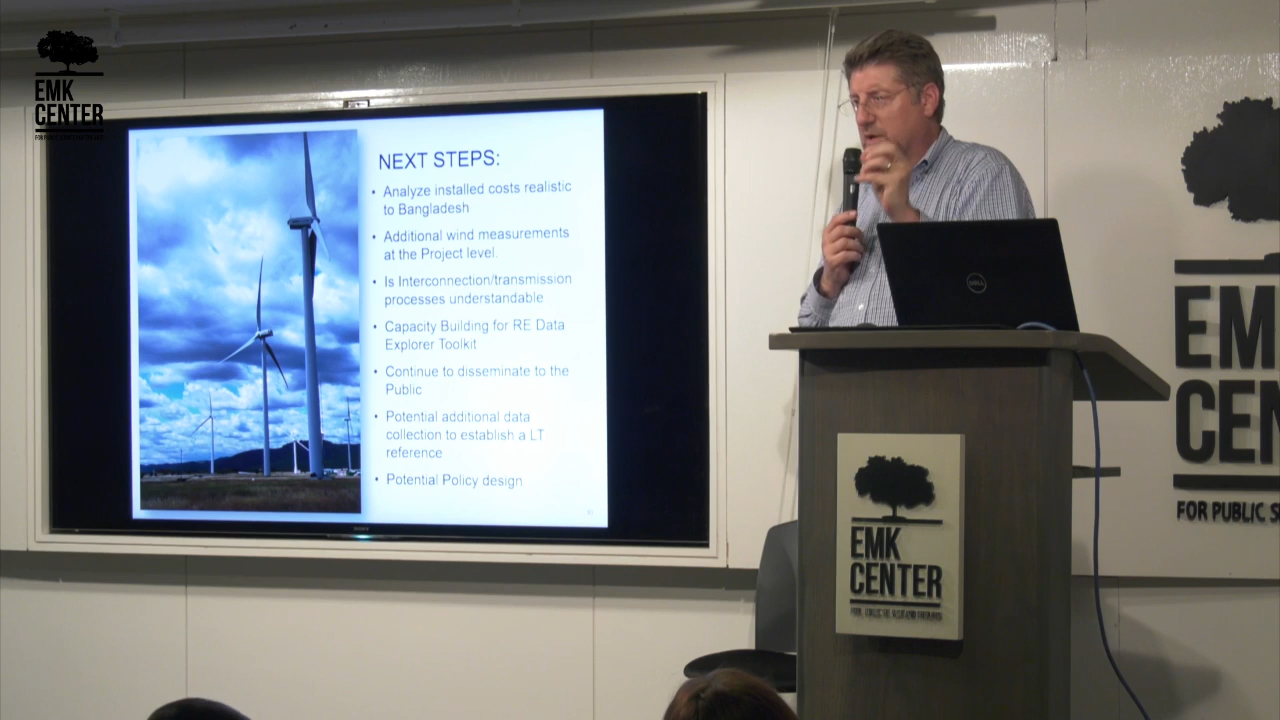 EMK
CENTER
NEXT STEPS:
• Analyze installed costs realistic
to Bangladesh
• Additional wind measurements
at the Project level.
• Is Interconnection/transmission
processes understandable
• Capacity Building for RE Data
Explorer Toolkit
• Continue to disseminate to the
Public
• Potential additional data
collection to establish a LT
reference
• Potential Policy design
SONY
DELL
EMK
CENTER
EM
CEN
FOR PUBLIC S